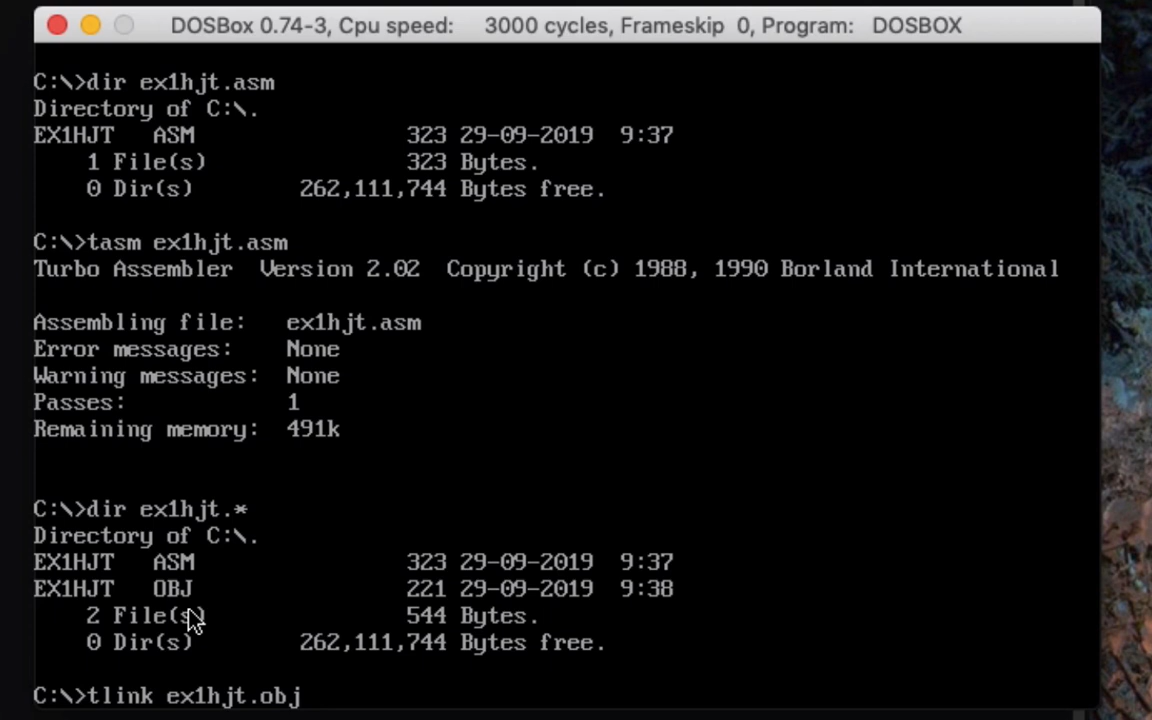 DOSBox 0.74-3, Cpu speed: 3000 cycles, Frameskip 0, Program: DOSBOX
C:\>dir ex1hjt.asm
Directory of C:\.
EX1HJT ASM 323 29-09-2019 9:37
1 File(s) 323 Bytes.
0 Dir(s) 262,111,744 Bytes free.
C:\>tasm ex1hjt.asm
Turbo Assembler Version 2.02 Copyright (c) 1988, 1990 Borland International
Assembling file: ex1hjt.asm
Error messages: None
Warning messages: None
Passes: 1
Remaining memory: 491k
C:\>dir ex1hjt.*
Directory of C:\.
EX1HJT ASM 323 29-09-2019 9:37
EX1HJT OBJ 221 29-09-2019 9:38
2 File(s) 544 Bytes.
0 Dir(s) 262,111,744 Bytes free.
C:\>tlink ex1hjt.obj